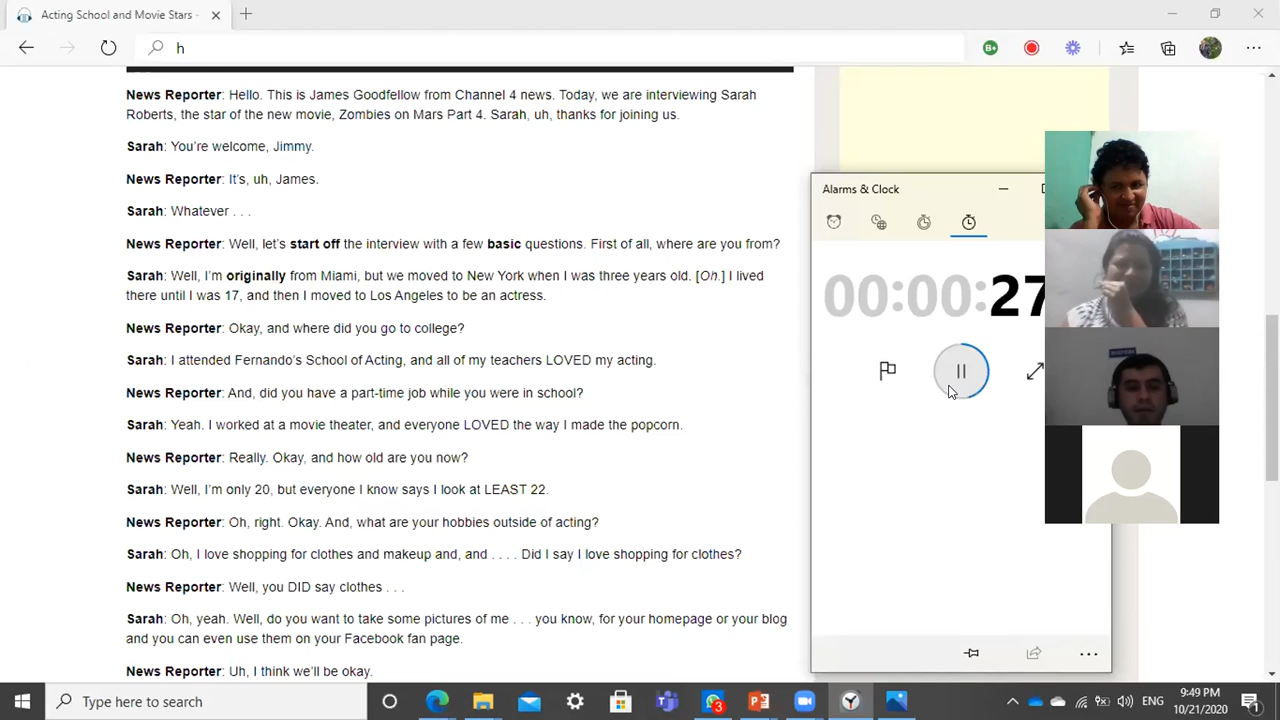 Acting School and Movie Stars -
h
B+
News Reporter: Hello. This is James Goodfellow from Channel 4 news. Today, we are interviewing Sarah
Roberts, the star of the new movie, Zombies on Mars Part 4. Sarah, uh, thanks for joining us.
Sarah: You're welcome, Jimmy.
News Reporter: It's, uh, James.
Sarah: Whatever . . .
News Reporter: Well, let's start off the interview with a few basic questions. First of all, where are you from?
Sarah: Well, I'm originally from Miami, but we moved to New York when I was three years old. [Oh.] I lived
there until I was 17, and then I moved to Los Angeles to be an actress.
News Reporter: Okay, and where did you go to college?
Sarah: I attended Fernando's School of Acting, and all of my teachers LOVED my acting.
News Reporter: And, did you have a part-time job while you were in school?
Sarah: Yeah. I worked at a movie theater, and everyone LOVED the way I made the popcorn.
News Reporter: Really. Okay, and how old are you now?
Sarah: Well, I'm only 20, but everyone I know says I look at LEAST 22.
News Reporter: Oh, right. Okay. And, what are your hobbies outside of acting?
Sarah: Oh, I love shopping for clothes and makeup and, and . . . . Did I say I love shopping for clothes?
News Reporter: Well, you DID say clothes . . .
Sarah: Oh, yeah. Well, do you want to take some pictures of me . . . you know, for your homepage or your blog
and you can even use them on your Facebook fan page.
News Reporter: Uh, I think we'll be okay.
Alarms & Clock
00:00:27
Type here to search
3
ENG
9:49 PM
10/21/2020
1